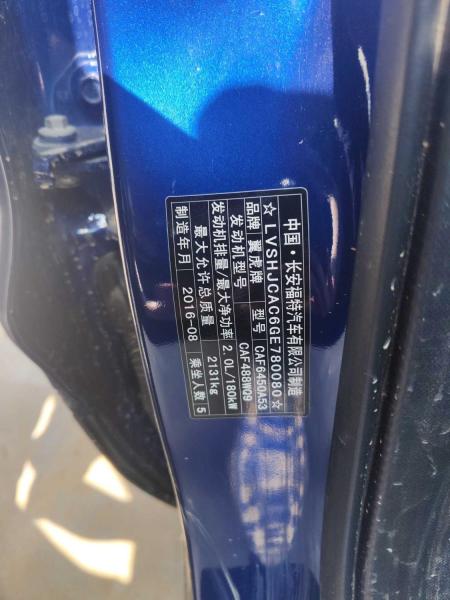 中国·长安福特汽车有限公司制造
☆LVSHJCAC6GE780080☆
品牌 翼虎牌 型号 CAF6450A53
发动机型号 CAF488WQ9
发动机排量/最大净功率 2.0L/180kW
最大允许总质量 2131kg
制造年月 2016-08 乘坐人数 5